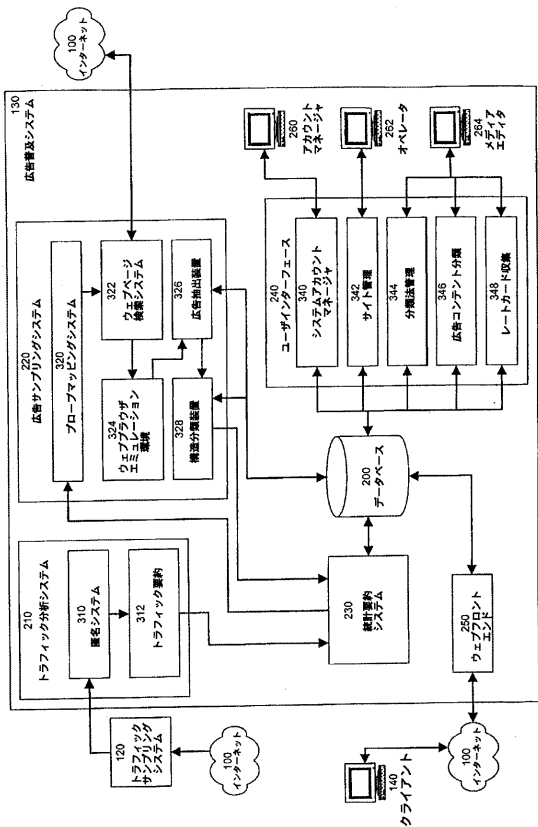 130
広告普及システム
100
インターネット
220
広告サンプリングシステム
320
プローブマッピングシステム
322
ウェブページ
検索システム
324
ウェブブラウザ
エミュレーション
環境
326
広告抽出装置
328
構造分類装置
210
トラフィック分析システム
310
匿名システム
312
トラフィック要約
120
トラフィック
サンプリング
システム
100
インターネット
230
統計要約
システム
200
データベース
240
ユーザインターフェース
340
システムアカウント
マネージャ
342
サイト管理
344
分類法管理
346
広告コンテント分類
348
レートカード収集
260
アカウント
マネージャ
262
オペレータ
264
メディア
エディタ
250
ウェブフロント
エンド
100
インターネット
140
クライアント